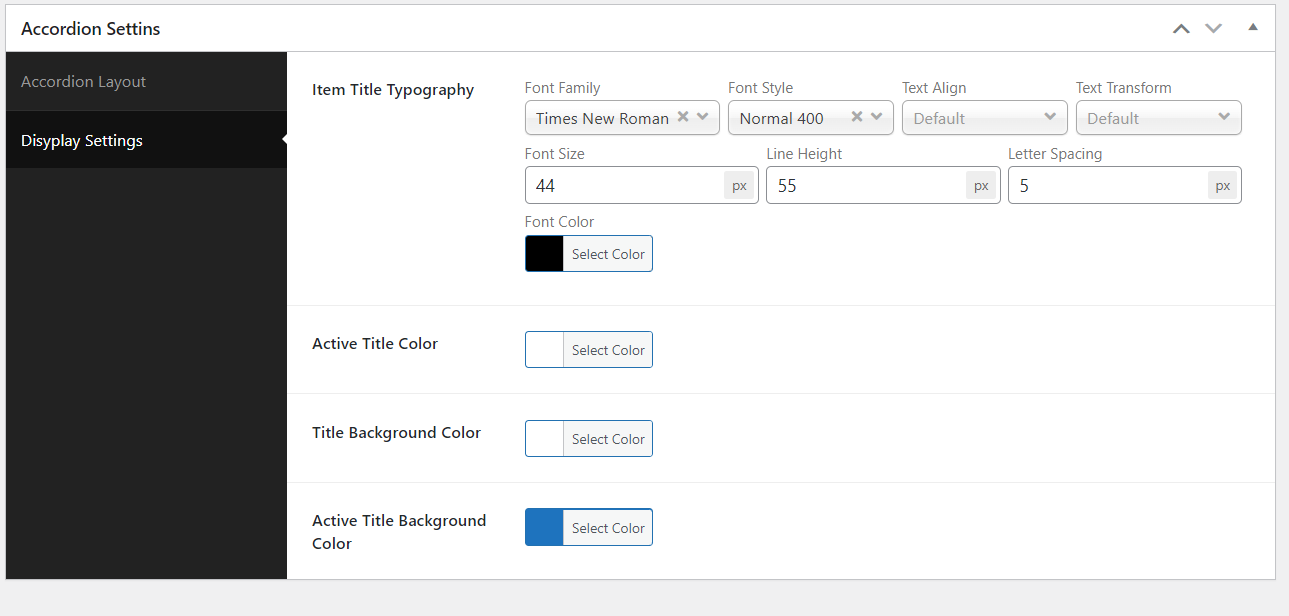 Accordion Settins
Accordion Layout
Disyplay Settings
Item Title Typography
Font Family Font Style Text Align Text Transform
Times New Roman Normal 400 Default Default
Font Size Line Height Letter Spacing
44 px 55 px 5 px
Font Color
Select Color
Active Title Color
Select Color
Title Background Color
Select Color
Active Title Background
Color
Select Color